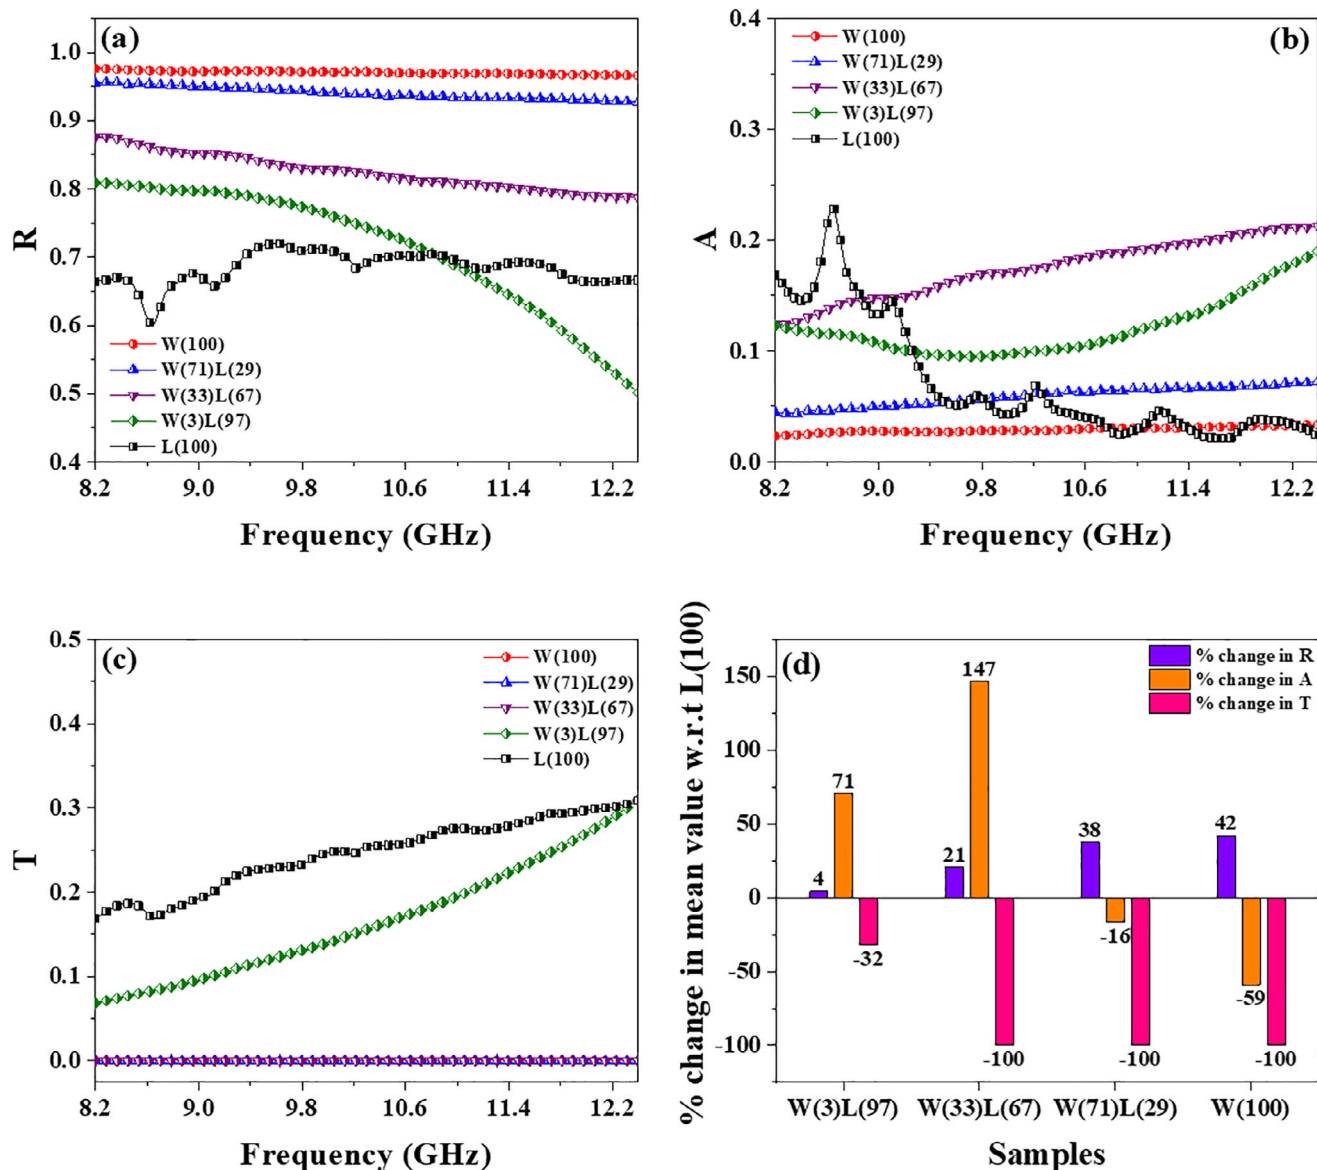 (a)
1.0
0.9
0.8
0.7
0.6
0.5
0.4
R
W(100)
W(71)L(29)
W(33)L(67)
W(3)L(97)
L(100)
8.2 9.0 9.8 10.6 11.4 12.2
Frequency (GHz)
(b)
0.4
0.3
0.2
0.1
0.0
A
W(100)
W(71)L(29)
W(33)L(67)
W(3)L(97)
L(100)
8.2 9.0 9.8 10.6 11.4 12.2
Frequency (GHz)
(c)
0.5
0.4
0.3
0.2
0.1
0.0
T
W(100)
W(71)L(29)
W(33)L(67)
W(3)L(97)
L(100)
8.2 9.0 9.8 10.6 11.4 12.2
Frequency (GHz)
(d)
% change in mean value w.r.t L(100)
150
100
50
0
-50
-100
% change in R
% change in A
% change in T
4
71
-32
21
147
-100
38
-16
-100
42
-59
-100
W(3)L(97) W(33)L(67) W(71)L(29) W(100)
Samples